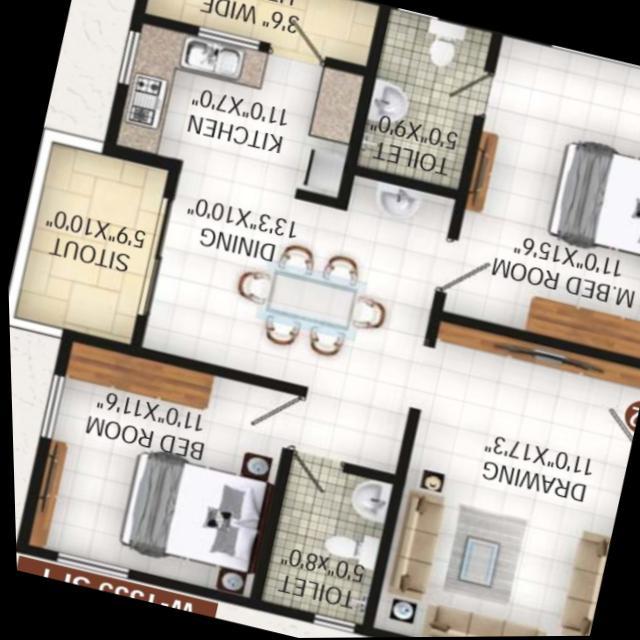 3'6" WIDE
KITCHEN
11'0"X7'0"
TOILET
5'0"X9'0"
SITOUT
5'9"X10'0"
DINING
13'3"X10'0"
M.BED ROOM
11'0"X15'6"
BED ROOM
11'0"X11'6
TOILET
5'0"X8'0"
DRAWING
11'0"X17'3"